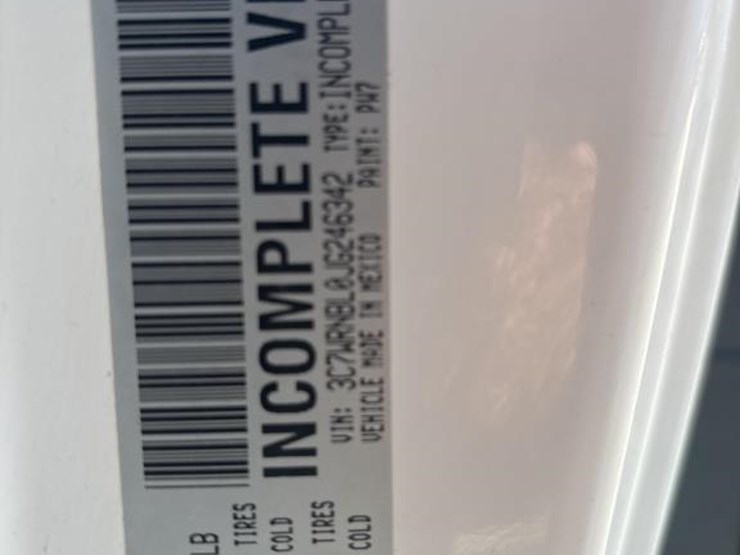 LB
TIRES
COLD
TIRES
COLD
INCOMPLETE
VIN: 3C7WRNBL0JG246342 TYPE: INCOMPL
VEHICLE MADE IN MEXICO PAINT: PW7